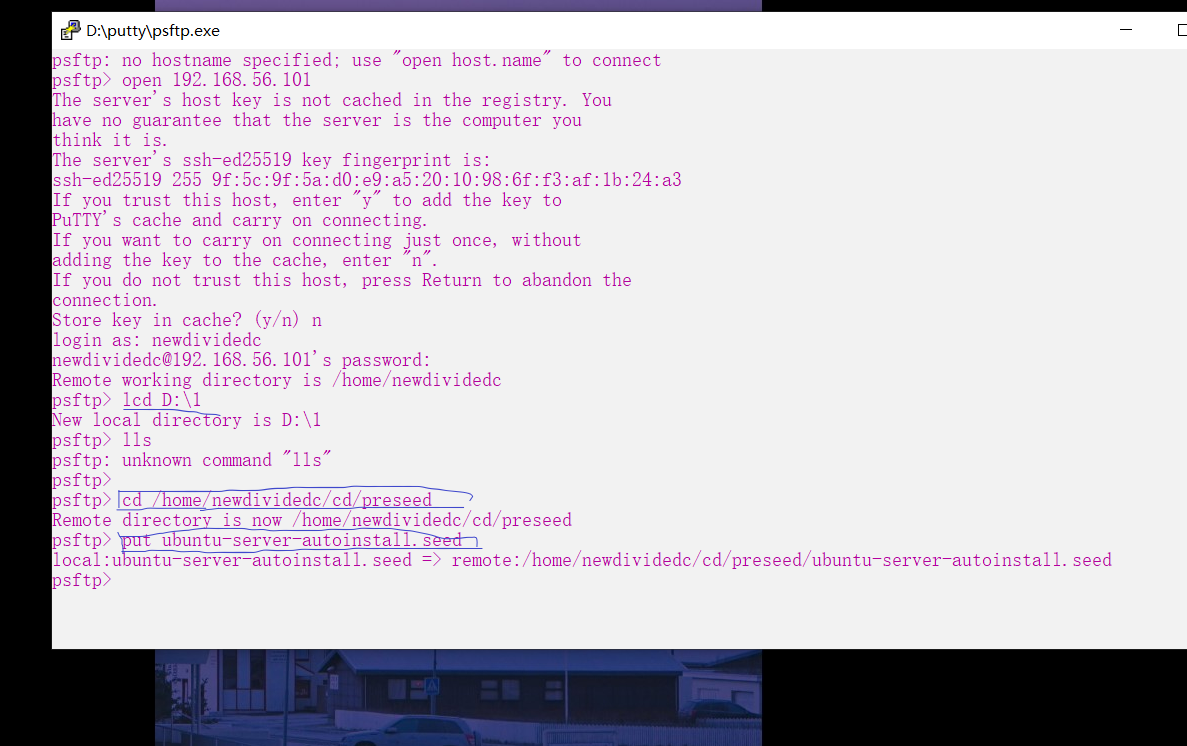 D:\putty\psftp.exe
psftp: no hostname specified; use "open host.name" to connect
psftp> open 192.168.56.101
The server's host key is not cached in the registry. You
have no guarantee that the server is the computer you
think it is.
The server's ssh-ed25519 key fingerprint is:
ssh-ed25519 255 9f:5c:9f:5a:d0:e9:a5:20:10:98:6f:f3:af:1b:24:a3
If you trust this host, enter "y" to add the key to
PuTTY's cache and carry on connecting.
If you want to carry on connecting just once, without
adding the key to the cache, enter "n".
If you do not trust this host, press Return to abandon the
connection.
Store key in cache? (y/n) n
login as: newdividedc
newdividedc@192.168.56.101's password:
Remote working directory is /home/newdividedc
psftp> lcd D:\1
New local directory is D:\1
psftp> lls
psftp: unknown command "lls"
psftp>
psftp> cd /home/newdividedc/cd/preseed
Remote directory is now /home/newdividedc/cd/preseed
psftp> put ubuntu-server-autoinstall.seed
local:ubuntu-server-autoinstall.seed => remote:/home/newdividedc/cd/preseed/ubuntu-server-autoinstall.seed
psftp>